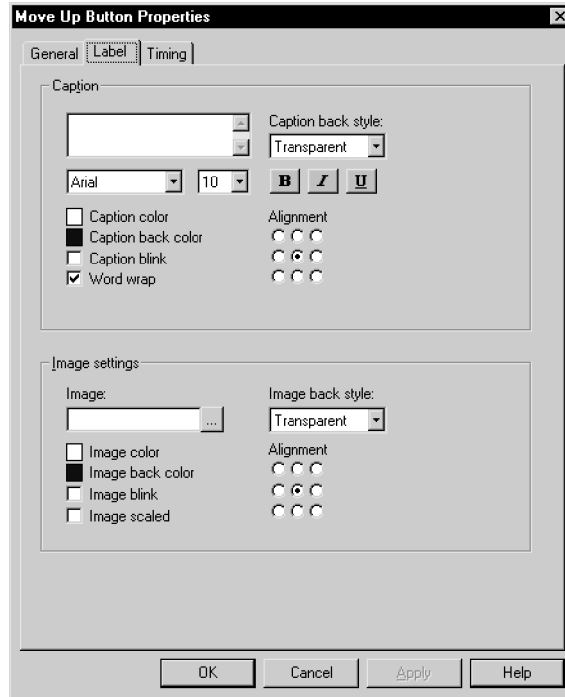 Move Up Button Properties
General Label Timing
Caption
Caption back style:
Transparent
Arial 10 B I U
Caption color Alignment
Caption back color
Caption blink
Word wrap
Image settings
Image: Image back style:
... Transparent
Image color Alignment
Image back color
Image blink
Image scaled
OK Cancel Apply Help